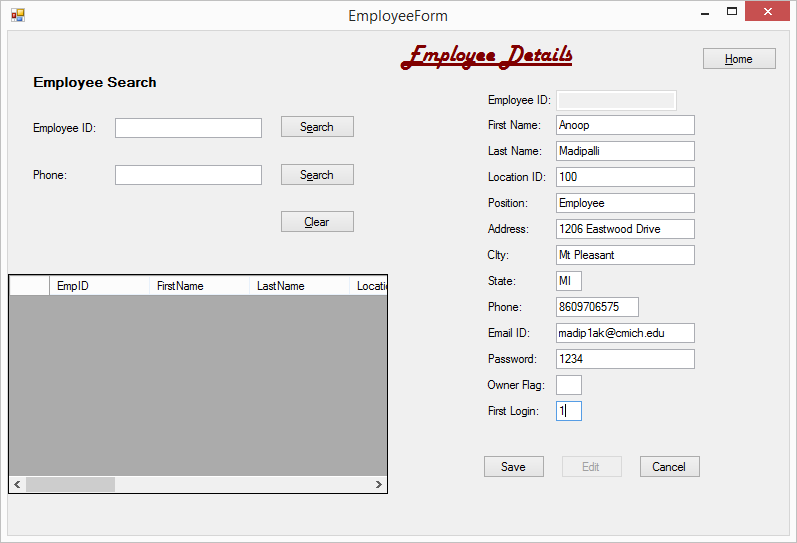 EmployeeForm
Employee Details
Home
Employee Search
Employee ID:
Search
Phone:
Search
Clear
EmpID FirstName LastName Locatio
Employee ID:
First Name: Anoop
Last Name: Madipalli
Location ID: 100
Position: Employee
Address: 1206 Eastwood Drive
CIty: Mt Pleasant
State: MI
Phone: 8609706575
Email ID: madip1ak@cmich.edu
Password: 1234
Owner Flag:
First Login: 1
Save Edit Cancel